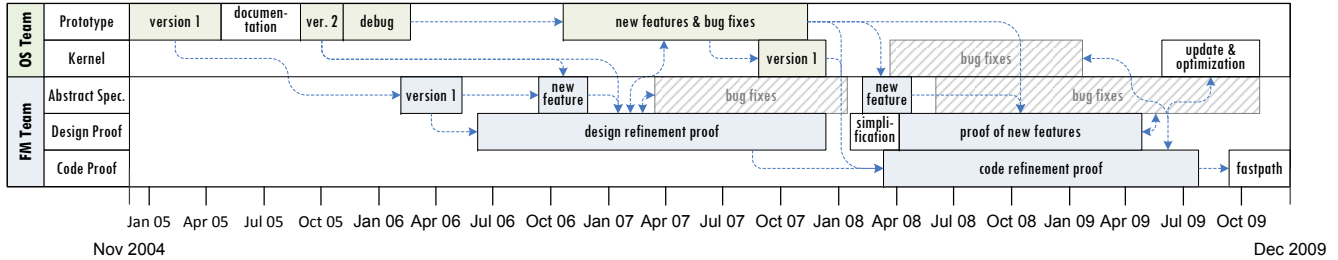 OS Team
Prototype
version 1
documen-
tation
ver. 2
debug
new features & bug fixes
Kernel
version 1
bug fixes
update &
optimization
FM Team
Abstract Spec.
version 1
new
feature
bug fixes
new
feature
bug fixes
Design Proof
design refinement proof
simpli-
fication
proof of new features
Code Proof
code refinement proof
fastpath
Jan 05 Apr 05 Jul 05 Oct 05 Jan 06 Apr 06 Jul 06 Oct 06 Jan 07 Apr 07 Jul 07 Oct 07 Jan 08 Apr 08 Jul 08 Oct 08 Jan 09 Apr 09 Jul 09 Oct 09
Nov 2004
Dec 2009